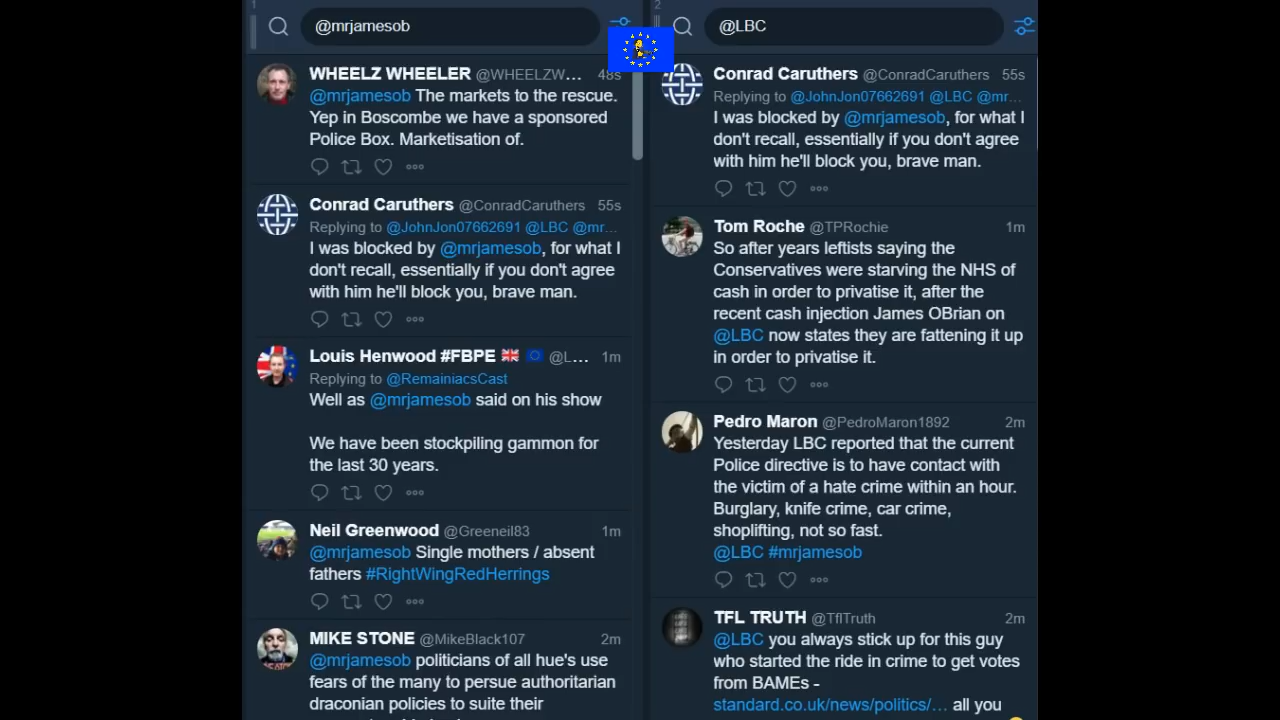 1
@mrjamesob
WHEELZ WHEELER @WHEELZW... 48s
@mrjamesob The markets to the rescue.
Yep in Boscombe we have a sponsored
Police Box. Marketisation of.
Conrad Caruthers @ConradCaruthers 55s
Replying to @JohnJon07662691 @LBC @mr...
I was blocked by @mrjamesob, for what I
don't recall, essentially if you don't agree
with him he'll block you, brave man.
Louis Henwood #FBPE @L... 1m
Replying to @RemainiacsCast
Well as @mrjamesob said on his show
We have been stockpiling gammon for
the last 30 years.
Neil Greenwood @Greeneil83 1m
@mrjamesob Single mothers / absent
fathers #RightWingRedHerrings
MIKE STONE @MikeBlack107 2m
@mrjamesob politicians of all hue's use
fears of the many to persue authoritarian
draconian policies to suite their
2
@LBC
Conrad Caruthers @ConradCaruthers 55s
Replying to @JohnJon07662691 @LBC @mr...
I was blocked by @mrjamesob, for what I
don't recall, essentially if you don't agree
with him he'll block you, brave man.
Tom Roche @TPRochie 1m
So after years leftists saying the
Conservatives were starving the NHS of
cash in order to privatise it, after the
recent cash injection James OBrian on
@LBC now states they are fattening it up
in order to privatise it.
Pedro Maron @PedroMaron1892 2m
Yesterday LBC reported that the current
Police directive is to have contact with
the victim of a hate crime within an hour.
Burglary, knife crime, car crime,
shoplifting, not so fast.
@LBC #mrjamesob
TFL TRUTH @TflTruth 2m
@LBC you always stick up for this guy
who started the ride in crime to get votes
from BAMEs -
standard.co.uk/news/politics/... all you